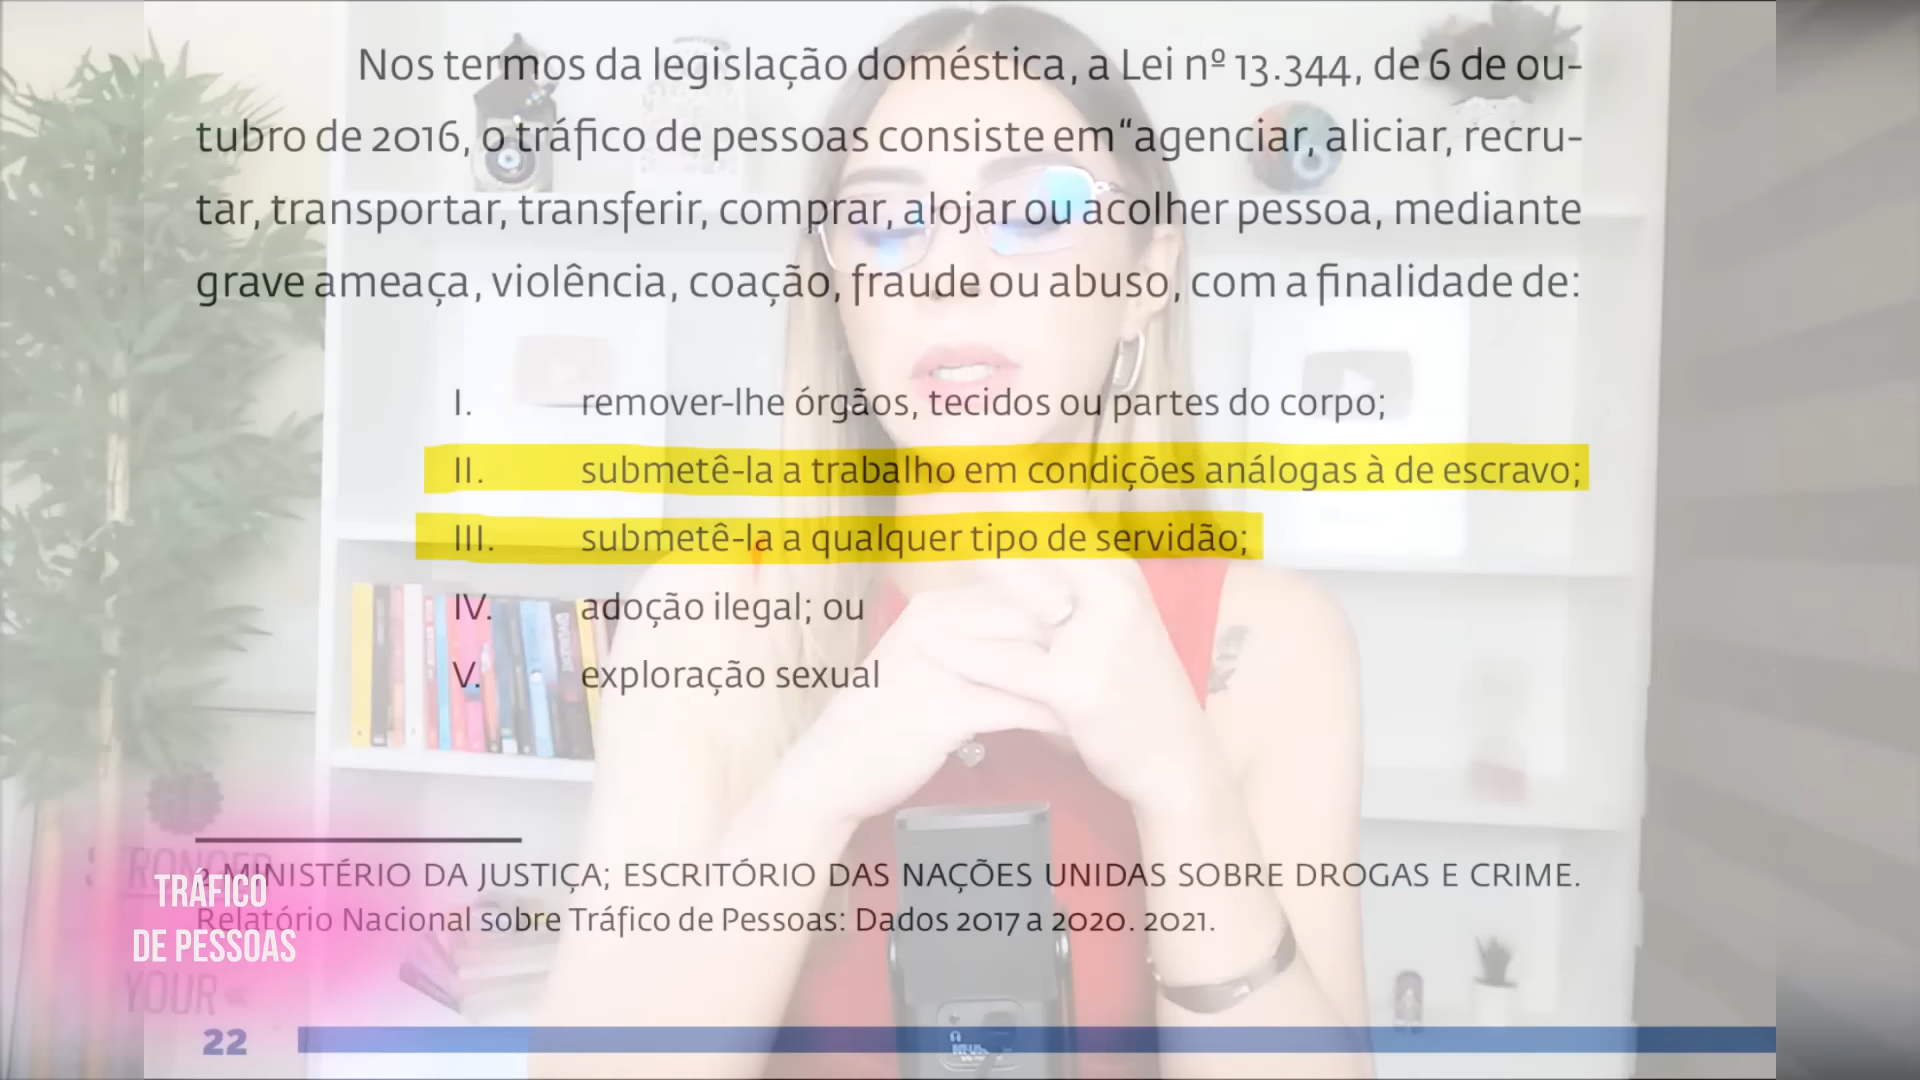 Nos termos da legislação doméstica, a Lei nº 13.344, de 6 de ou-
tubro de 2016, o tráfico de pessoas consiste em “agenciar, aliciar, recru-
tar, transportar, transferir, comprar, alojar ou acolher pessoa, mediante
grave ameaça, violência, coação, fraude ou abuso, com a finalidade de:
I. remover-lhe órgãos, tecidos ou partes do corpo;
II. submetê-la a trabalho em condições análogas à de escravo;
III. submetê-la a qualquer tipo de servidão;
IV. adoção ilegal; ou
V. exploração sexual
2 MINISTÉRIO DA JUSTIÇA; ESCRITÓRIO DAS NAÇÕES UNIDAS SOBRE DROGAS E CRIME.
Relatório Nacional sobre Tráfico de Pessoas: Dados 2017 a 2020. 2021.
TRÁFICO
DE PESSOAS
YOUR
22